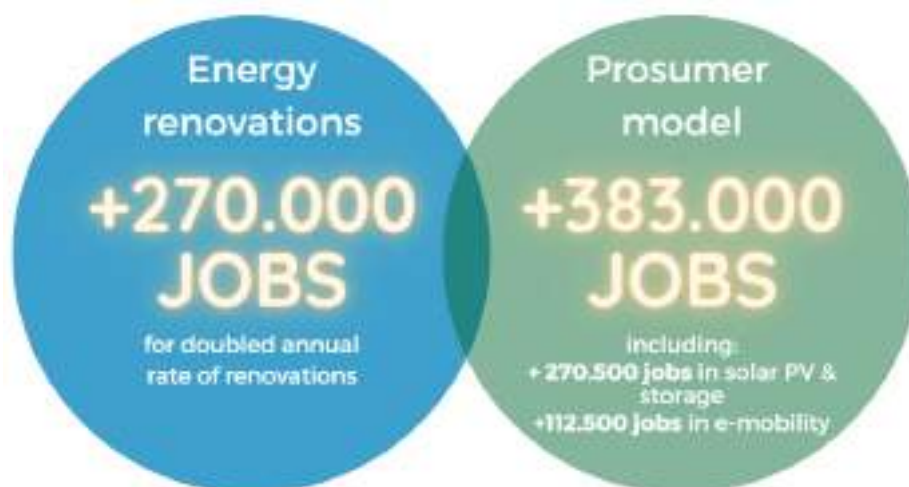 Energy
renovations
+270.000
JOBS
for doubled annual
rate of renovations
Prosumer
model
+383.000
JOBS
including:
+ 270.500 jobs in solar PV &
storage
+112.500 jobs in e-mobility